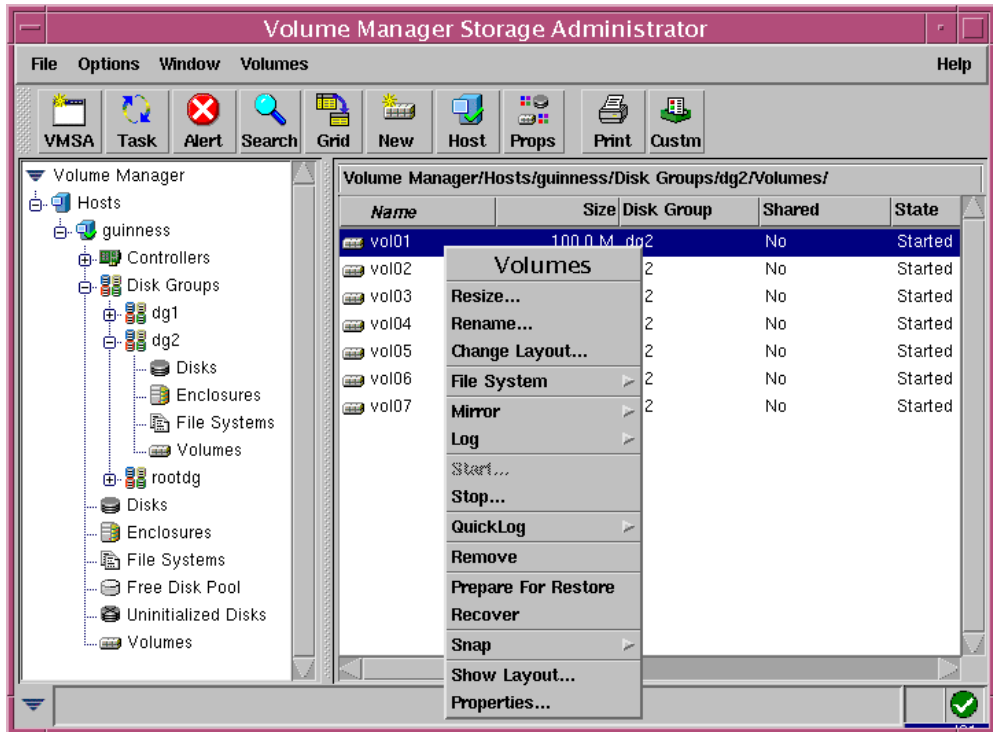 Volume Manager Storage Administrator
File Options Window Volumes Help
VMSA Task Alert Search Grid New Host Props Print Custm
Volume Manager
Hosts
guinness
Controllers
Disk Groups
dg1
dg2
Disks
Enclosures
File Systems
Volumes
rootdg
Disks
Enclosures
File Systems
Free Disk Pool
Uninitialized Disks
Volumes
Volume Manager/Hosts/guinness/Disk Groups/dg2/Volumes/
Name Size Disk Group Shared State
vol01 100.0 M dg2 No Started
vol02 2 No Started
vol03 2 No Started
vol04 2 No Started
vol05 2 No Started
vol06 2 No Started
vol07 2 No Started
Volumes
Resize...
Rename...
Change Layout...
File System
Mirror
Log
Start...
Stop...
QuickLog
Remove
Prepare For Restore
Recover
Snap
Show Layout...
Properties...